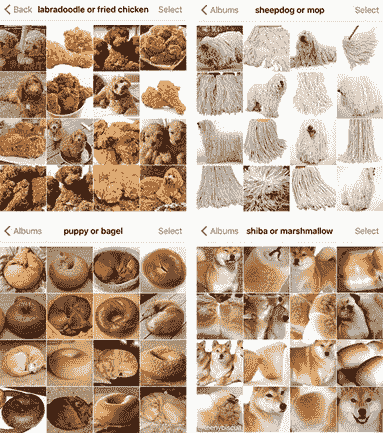 Back labradoodle or fried chicken Select
Albums sheepdog or mop Select
Albums puppy or bagel Select
Albums shiba or marshmallow Select